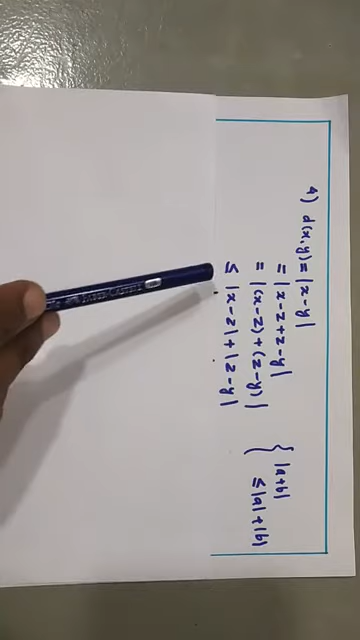 4) d(x,y) = |x-y|
= |x-z+z-y|
= |(x-z)+(z-y)|
≤ |x-z|+|z-y|
{ |a+b|
≤|a|+|b|
FABER-CASTELL